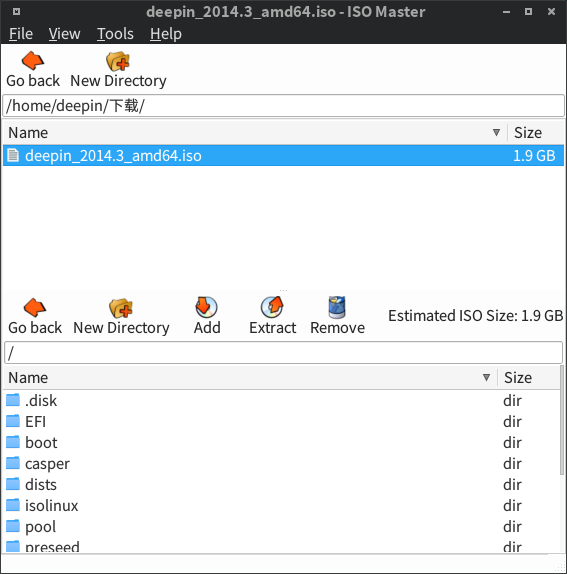 deepin_2014.3_amd64.iso - ISO Master
File View Tools Help
Go back New Directory
/home/deepin/下载/
Name Size
deepin_2014.3_amd64.iso 1.9 GB
Go back New Directory Add Extract Remove Estimated ISO Size: 1.9 GB
/
Name Size
.disk dir
EFI dir
boot dir
casper dir
dists dir
isolinux dir
pool dir
preseed dir